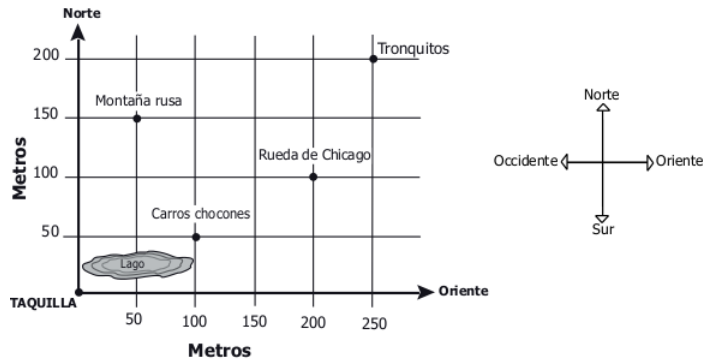 Norte
200
Tronquitos
Montaña rusa
150
Metros
Rueda de Chicago
100
Carros chocones
50
Lago
TAQUILLA
Oriente
50
100
150
200
250
Metros
Norte
Occidente
Oriente
Sur